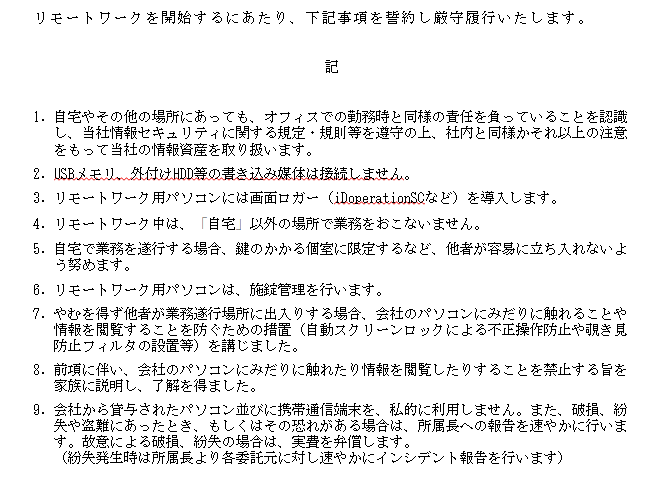 リモートワークを開始するにあたり、下記事項を誓約し厳守履行いたします。
記
1. 自宅やその他の場所にあっても、オフィスでの勤務時と同様の責任を負っていることを認識
し、当社情報セキュリティに関する規定・規則等を遵守の上、社内と同様かそれ以上の注意
をもって当社の情報資産を取り扱います。
2. USBメモリ、外付けHDD等の書き込み媒体は接続しません。
3. リモートワーク用パソコンには画面ロガー（iDoperationSCなど）を導入します。
4. リモートワーク中は、「自宅」以外の場所で業務をおこないません。
5. 自宅で業務を遂行する場合、鍵のかかる個室に限定するなど、他者が容易に立ち入れないよ
う努めます。
6. リモートワーク用パソコンは、施錠管理を行います。
7. やむを得ず他者が業務遂行場所に出入りする場合、会社のパソコンにみだりに触れることや
情報を閲覧することを防ぐための措置（自動スクリーンロックによる不正操作防止や覗き見
防止フィルタの設置等）を講じました。
8. 前項に伴い、会社のパソコンにみだりに触れたり情報を閲覧したりすることを禁止する旨を
家族に説明し、了解を得ました。
9. 会社から貸与されたパソコン並びに携帯通信端末を、私的に利用しません。また、破損、紛
失や盗難にあったとき、もしくはその恐れがある場合は、所属長への報告を速やかに行いま
す。故意による破損、紛失の場合は、実費を弁償します。
（紛失発生時は所属長より各委託元に対し速やかにインシデント報告を行います）